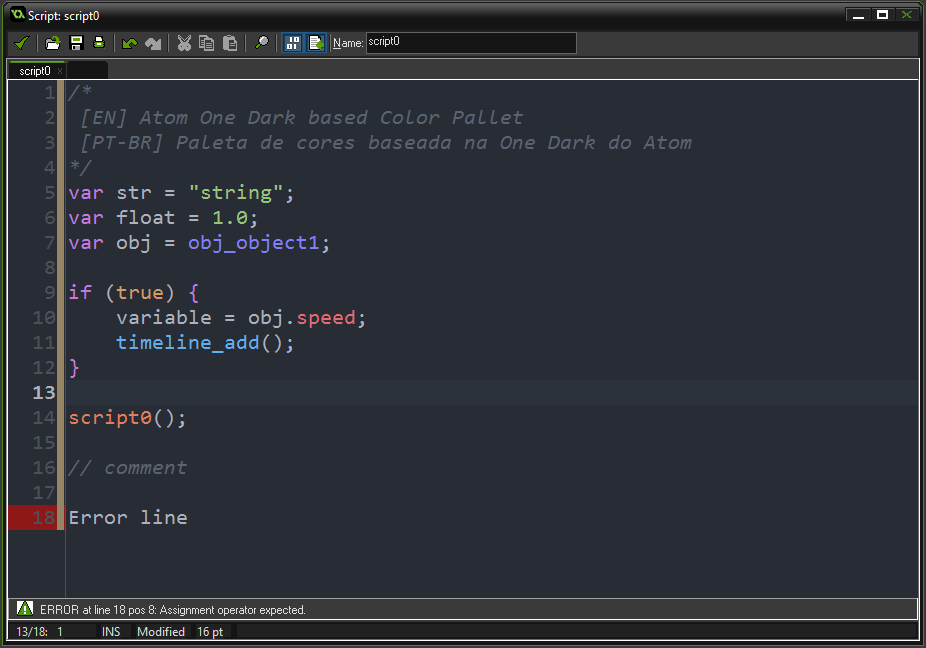 Script: script0
Name: script0
script0 x
1 /*
2  [EN] Atom One Dark based Color Pallet
3  [PT-BR] Paleta de cores baseada na One Dark do Atom
4 */
5 var str = "string";
6 var float = 1.0;
7 var obj = obj_object1;
8
9 if (true) {
10     variable = obj.speed;
11     timeline_add();
12 }
13
14 script0();
15
16 // comment
17
18 Error line
ERROR at line 18 pos 8: Assignment operator expected.
13/18: 1 INS Modified 16 pt